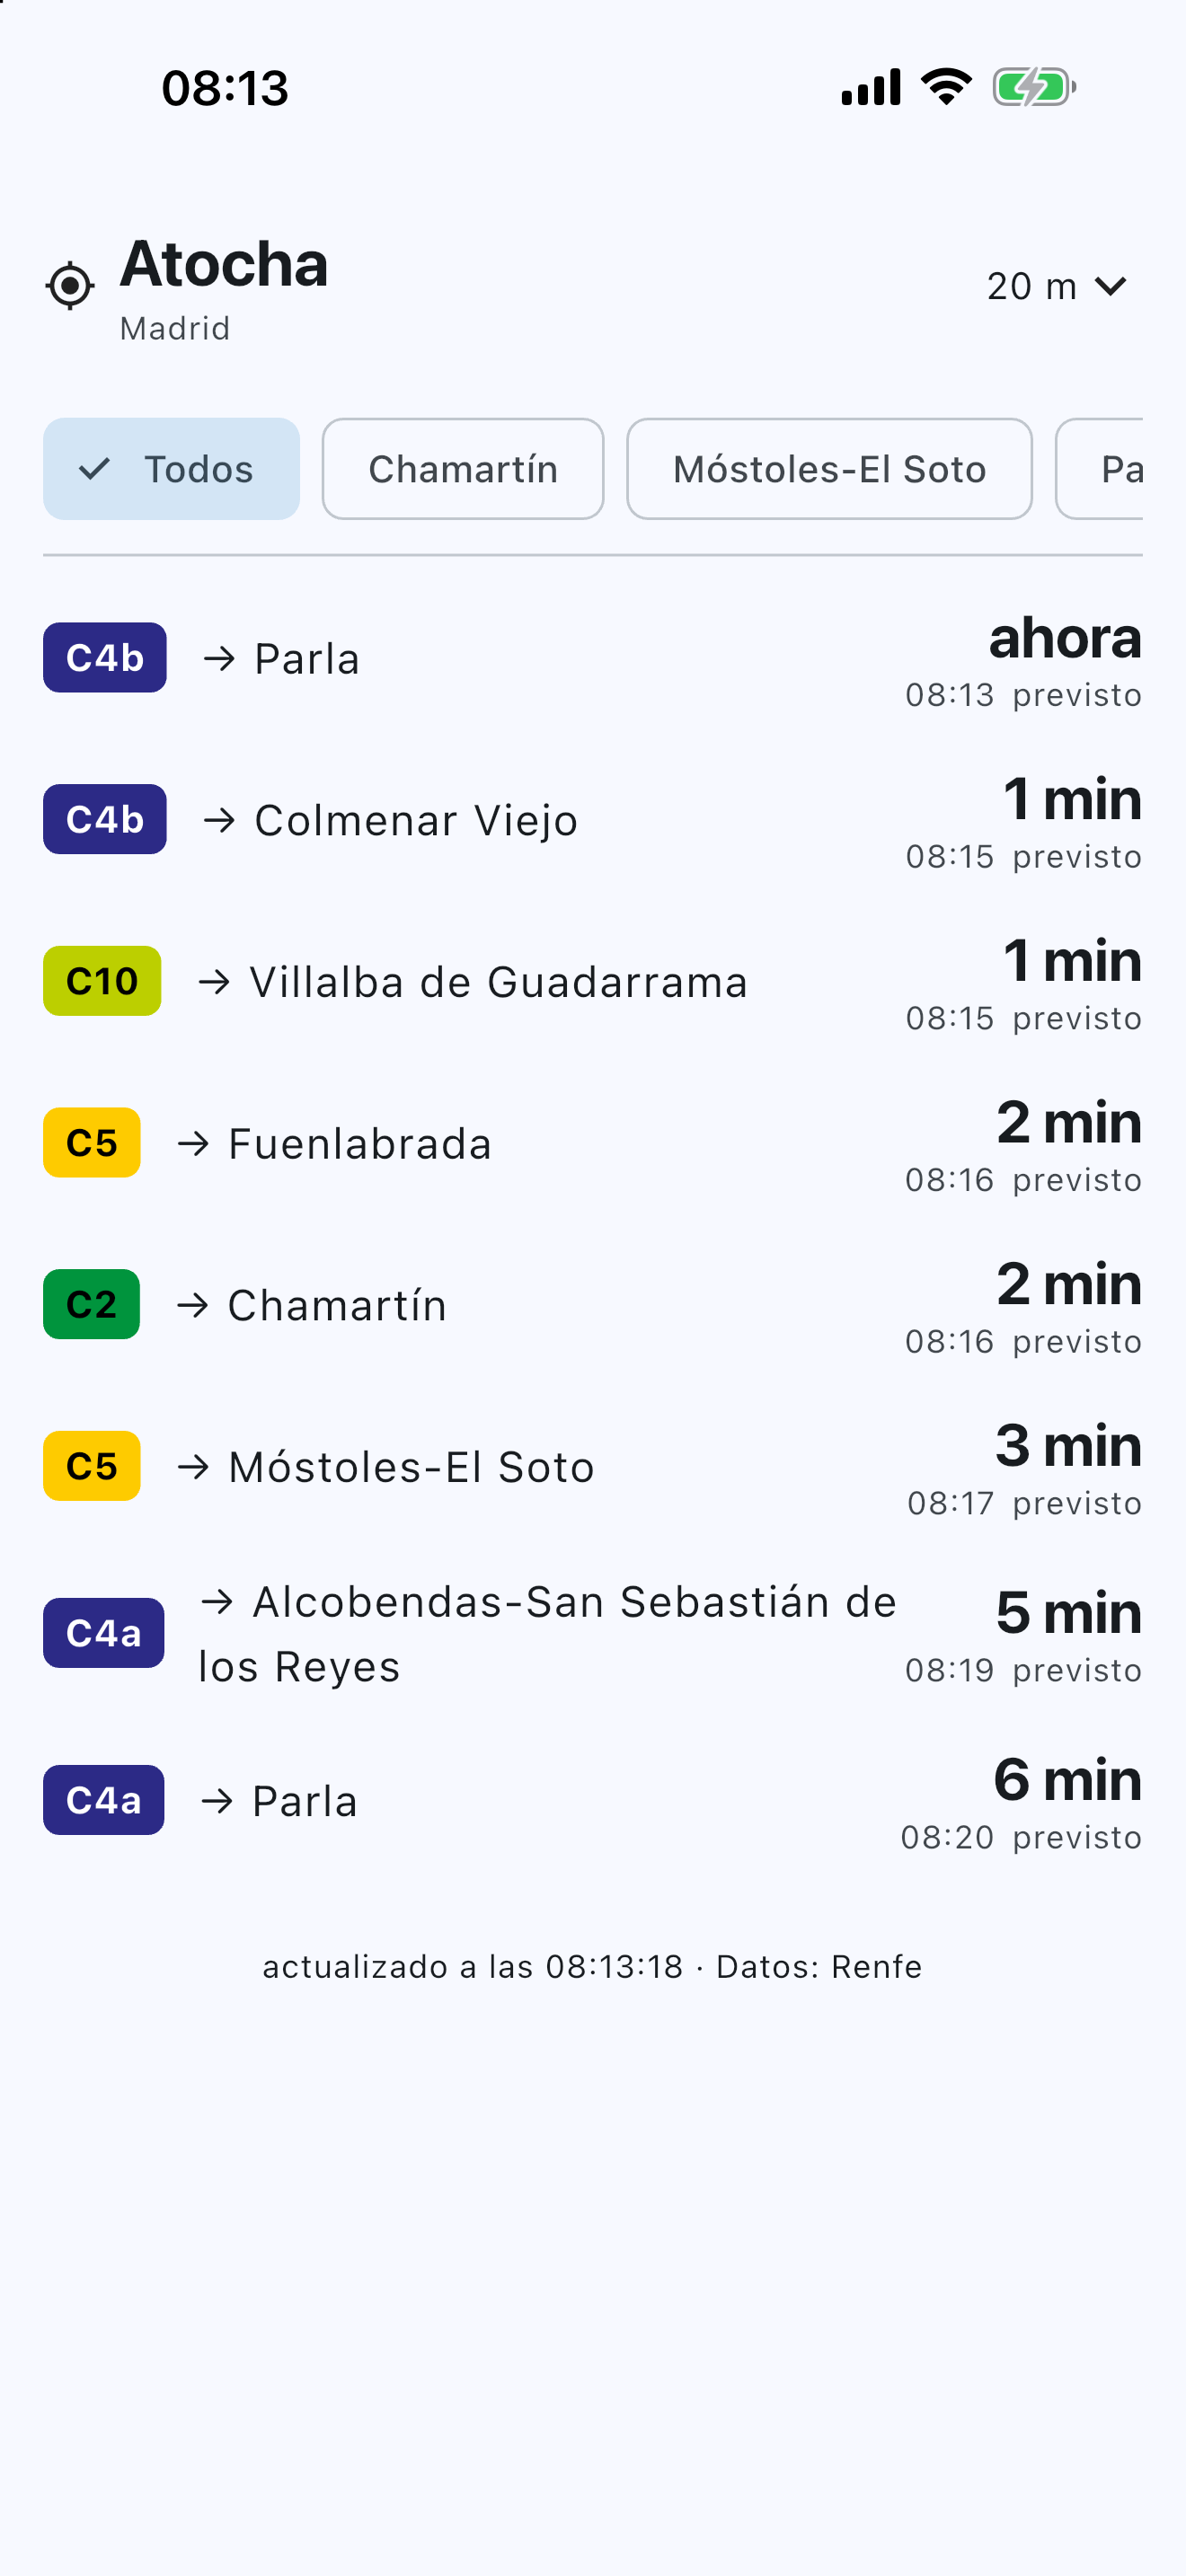 08:13
Atocha
Madrid
20 m
Todos
Chamartín
Móstoles-El Soto
C4b → Parla
ahora
08:13 previsto
C4b → Colmenar Viejo
1 min
08:15 previsto
C10 → Villalba de Guadarrama
1 min
08:15 previsto
C5 → Fuenlabrada
2 min
08:16 previsto
C2 → Chamartín
2 min
08:16 previsto
C5 → Móstoles-El Soto
3 min
08:17 previsto
C4a → Alcobendas-San Sebastián de
los Reyes
5 min
08:19 previsto
C4a → Parla
6 min
08:20 previsto
actualizado a las 08:13:18 · Datos: Renfe